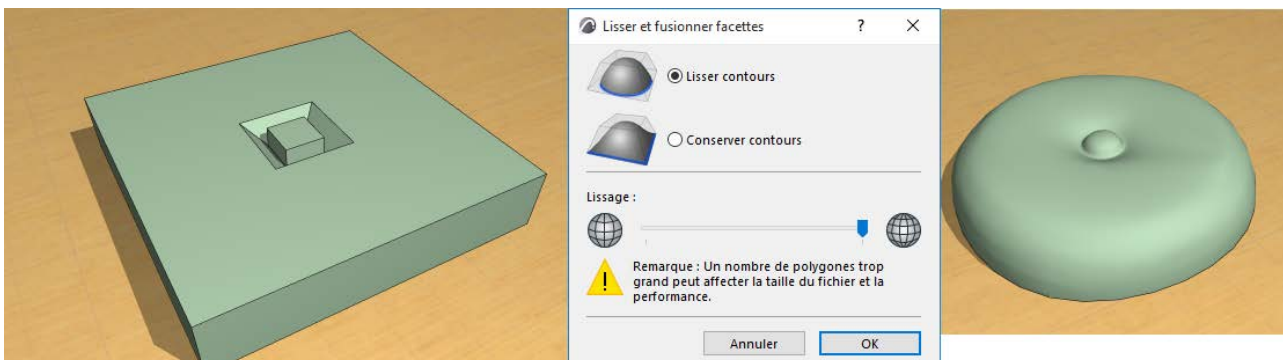 Lisser et fusionner facettes ? X
Lisser contours
Conserver contours
Lissage :
Remarque : Un nombre de polygones trop
grand peut affecter la taille du fichier et la
performance.
Annuler OK